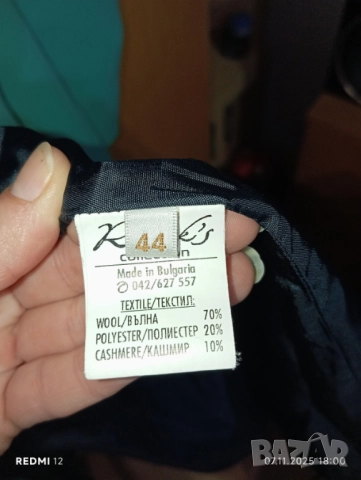 44
collection
Made in Bulgaria
✆ 042/627 557
TEXTILE/ТЕКСТИЛ:
WOOL/ВЪЛНА 70%
POLYESTER/ПОЛИЕСТЕР 20%
CASHMERE/КАШМИР 10%
REDMI 12
07.11.2025 18:00
BAZAR